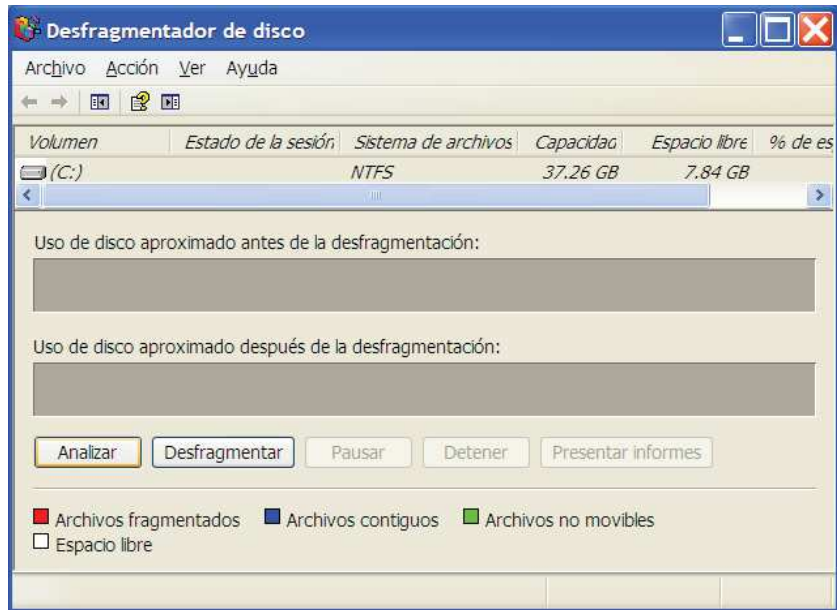 Desfragmentador de disco
Archivo Acción Ver Ayuda
Volumen Estado de la sesión Sistema de archivos Capacidad Espacio libre % de es
(C:) NTFS 37.26 GB 7.84 GB
Uso de disco aproximado antes de la desfragmentación:
Uso de disco aproximado después de la desfragmentación:
Analizar Desfragmentar Pausar Detener Presentar informes
Archivos fragmentados Archivos contiguos Archivos no movibles
Espacio libre